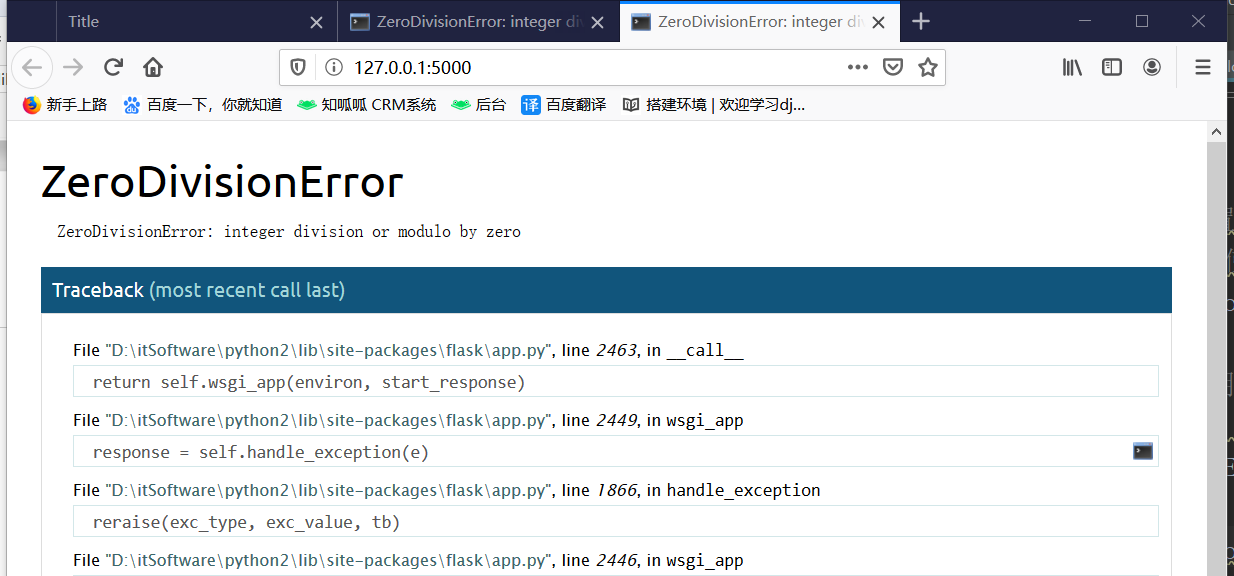 Title
ZeroDivisionError: integer di
ZeroDivisionError: integer di
127.0.0.1:5000
新手上路 百度一下，你就知道 知呱呱 CRM系统 后台 译 百度翻译 搭建环境 | 欢迎学习dj...
ZeroDivisionError
ZeroDivisionError: integer division or modulo by zero
Traceback (most recent call last)
File "D:\itSoftware\python2\lib\site-packages\flask\app.py", line 2463, in __call__
return self.wsgi_app(environ, start_response)
File "D:\itSoftware\python2\lib\site-packages\flask\app.py", line 2449, in wsgi_app
response = self.handle_exception(e)
File "D:\itSoftware\python2\lib\site-packages\flask\app.py", line 1866, in handle_exception
reraise(exc_type, exc_value, tb)
File "D:\itSoftware\python2\lib\site-packages\flask\app.py", line 2446, in wsgi_app